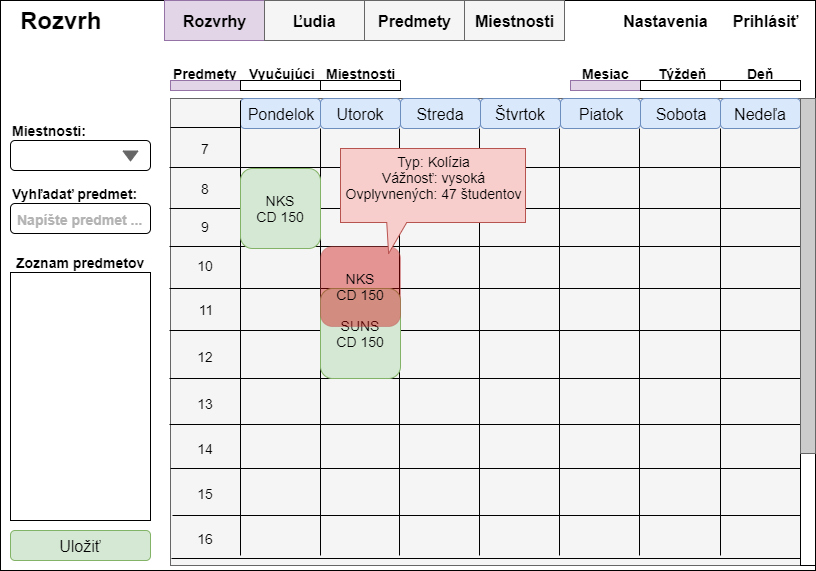 Rozvrh
Rozvrhy
Ľudia
Predmety
Miestnosti
Nastavenia
Prihlásiť
Predmety
Vyučujúci
Miestnosti
Mesiac
Týždeň
Deň
Miestnosti:
Vyhľadať predmet:
Napíšte predmet ...
Zoznam predmetov
Uložiť
Pondelok
Utorok
Streda
Štvrtok
Piatok
Sobota
Nedeľa
7
8
9
10
11
12
13
14
15
16
NKS
CD 150
Typ: Kolízia
Vážnosť: vysoká
Ovplyvnených: 47 študentov
NKS
CD 150
SUNS
CD 150